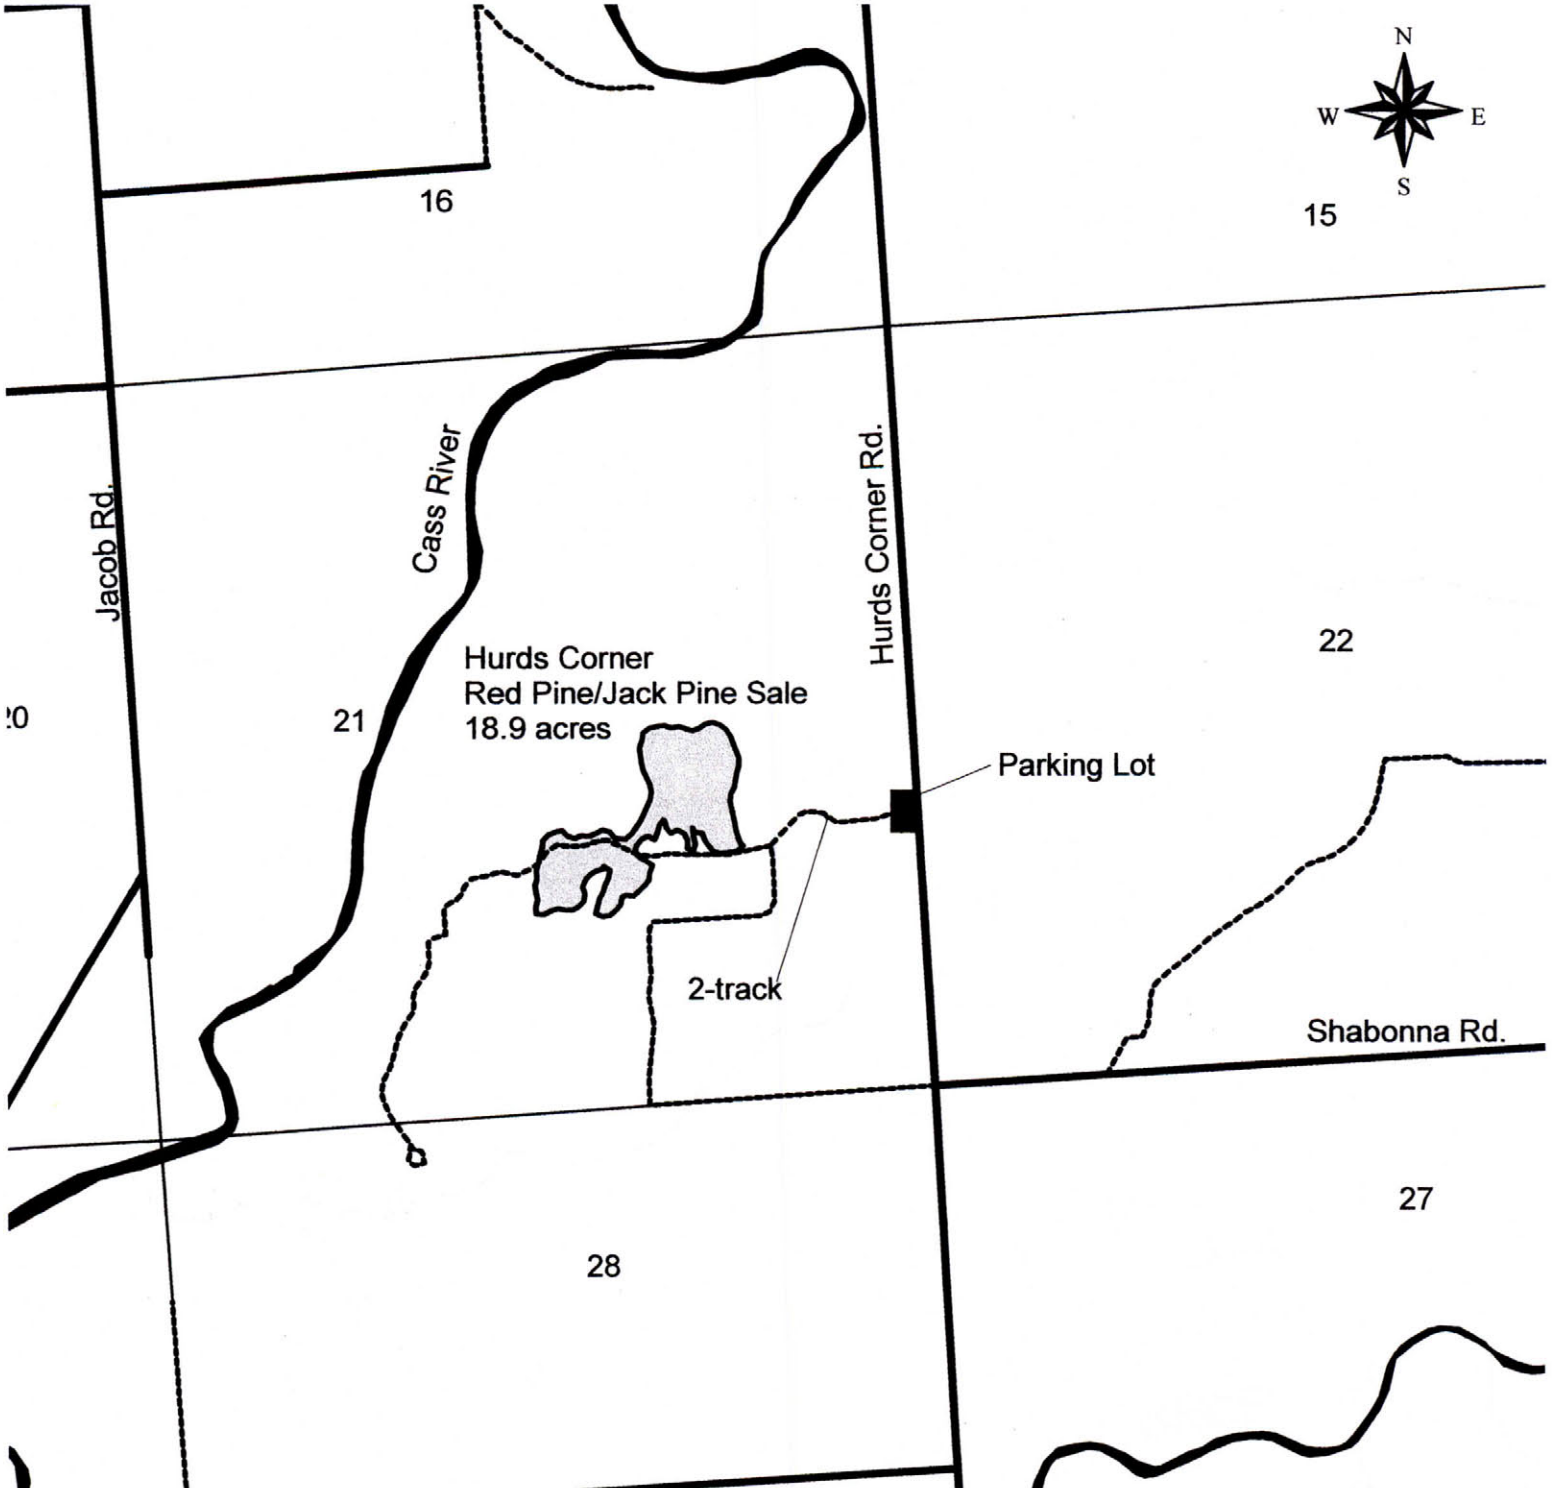 N
W E
S
16
15
Cass River
Jacob Rd.
Hurds Corner Rd.
Hurds Corner
Red Pine/Jack Pine Sale
18.9 acres
22
20
21
Parking Lot
2-track
Shabonna Rd.
27
28